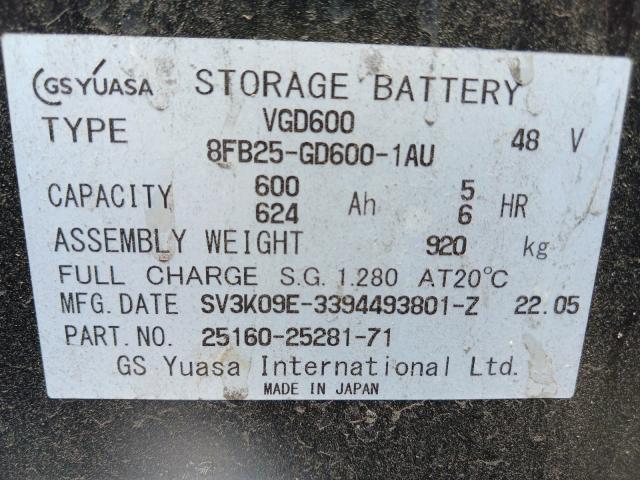 GS YUASA STORAGE BATTERY
TYPE VGD600 48 V
8FB25-GD600-1AU
CAPACITY 600 Ah 5 HR
624 6
ASSEMBLY WEIGHT 920 kg
FULL CHARGE S.G. 1.280 AT20°C
MFG. DATE SV3K09E-3394493801-Z 22.05
PART. NO. 25160-25281-71
GS Yuasa International Ltd.
MADE IN JAPAN